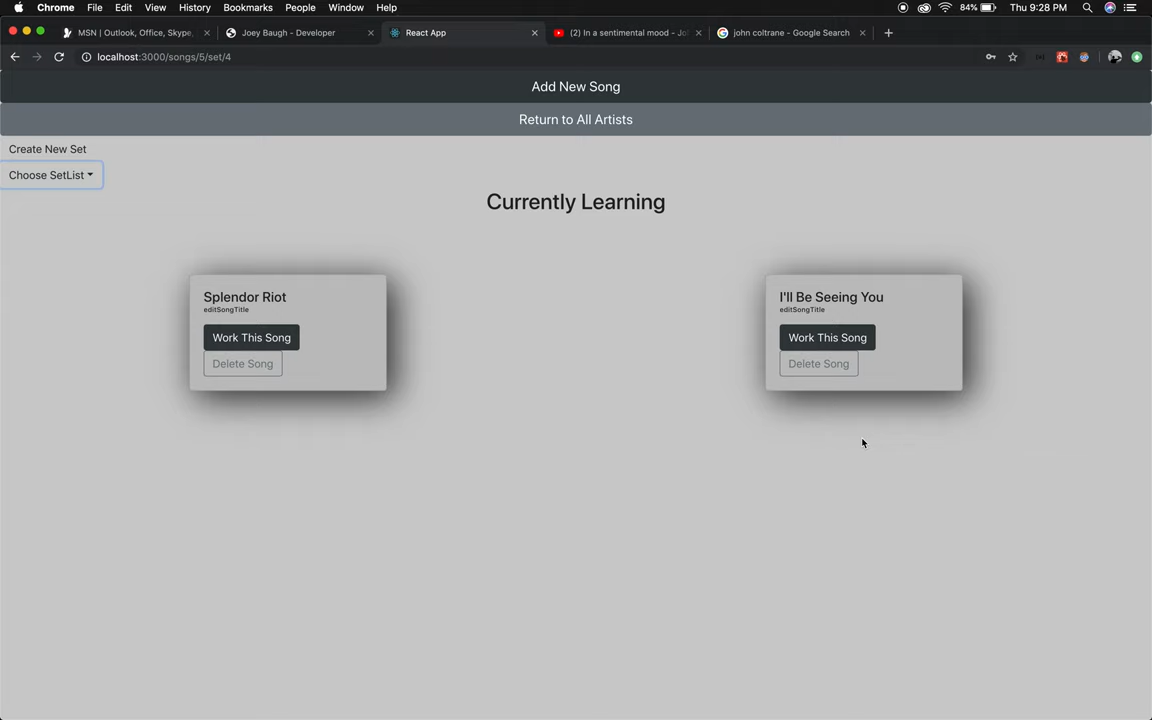 Chrome File Edit View History Bookmarks People Window Help 84% Thu 9:28 PM
MSN | Outlook, Office, Skype, Joey Baugh - Developer React App (2) In a sentimental mood - Jo john coltrane - Google Search
localhost:3000/songs/5/set/4
Add New Song
Return to All Artists
Create New Set
Choose SetList
Currently Learning
Splendor Riot
editSongTitle
Work This Song
Delete Song
I'll Be Seeing You
editSongTitle
Work This Song
Delete Song